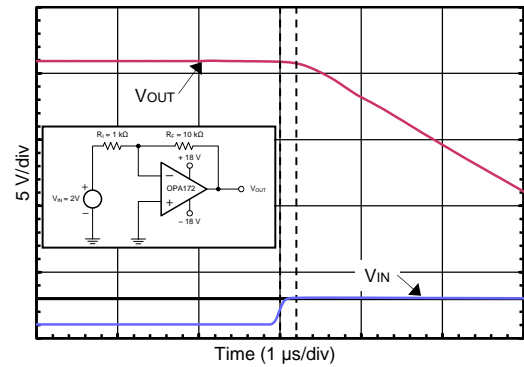 VOUT
R1 = 1 kΩ
RF = 10 kΩ
+ 18 V
VIN = 2V
+
−
−
+
OPA172
VOUT
− 18 V
5 V/div
VIN
Time (1 µs/div)